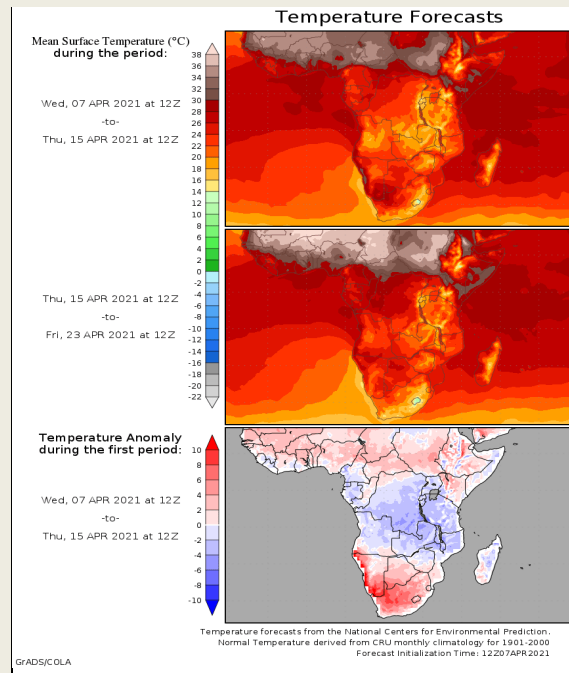 Temperature Forecasts
Mean Surface Temperature (°C)
during the period:
Wed, 07 APR 2021 at 12Z
-to-
Thu, 15 APR 2021 at 12Z
38
36
34
32
30
28
26
24
22
20
18
16
14
12
10
8
6
4
2
0
-2
-4
-6
-8
-10
-12
-14
-16
-18
-20
-22
Thu, 15 APR 2021 at 12Z
-to-
Fri, 23 APR 2021 at 12Z
Temperature Anomaly
during the first period:
Wed, 07 APR 2021 at 12Z
-to-
Thu, 15 APR 2021 at 12Z
10
8
6
4
2
0
-2
-4
-6
-8
-10
Temperature forecasts from the National Centers for Environmental Prediction.
Normal Temperature derived from CRU monthly climatology for 1901-2000
Forecast Initialization Time: 12Z07APR2021
GrADS/COLA